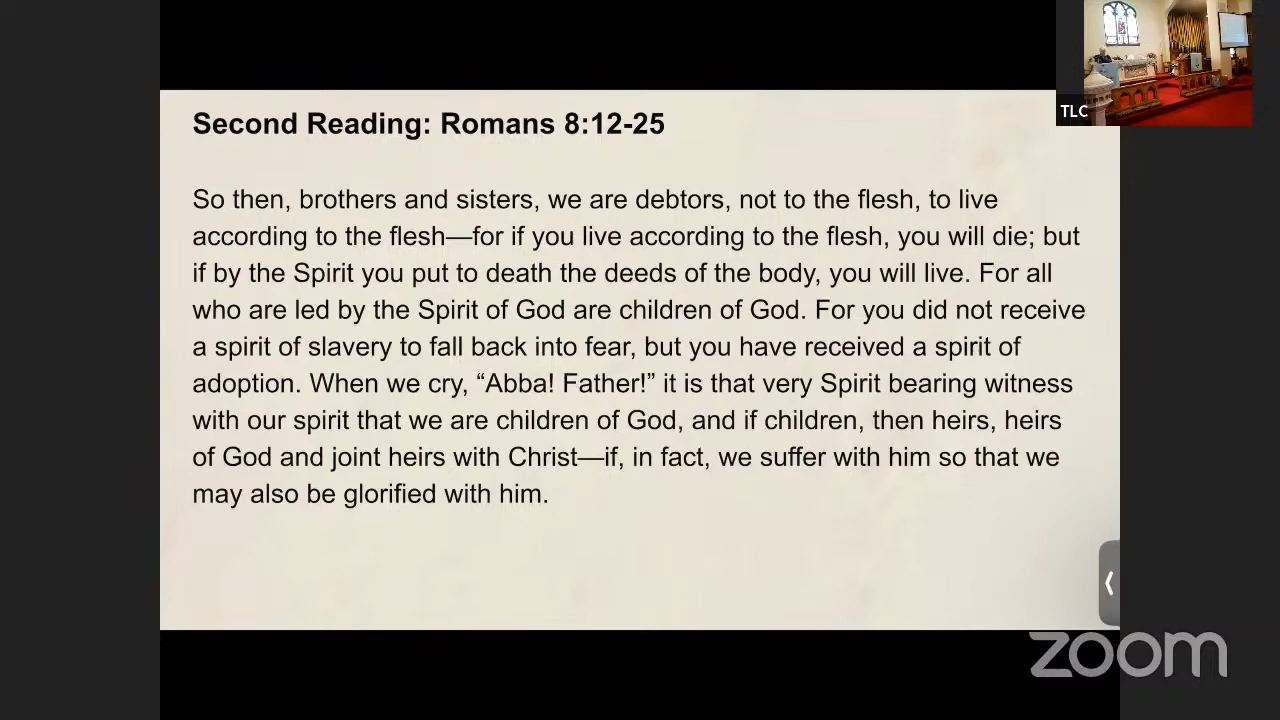 Second Reading: Romans 8:12-25
So then, brothers and sisters, we are debtors, not to the flesh, to live
according to the flesh—for if you live according to the flesh, you will die; but
if by the Spirit you put to death the deeds of the body, you will live. For all
who are led by the Spirit of God are children of God. For you did not receive
a spirit of slavery to fall back into fear, but you have received a spirit of
adoption. When we cry, “Abba! Father!” it is that very Spirit bearing witness
with our spirit that we are children of God, and if children, then heirs, heirs
of God and joint heirs with Christ—if, in fact, we suffer with him so that we
may also be glorified with him.
TLC
zoom